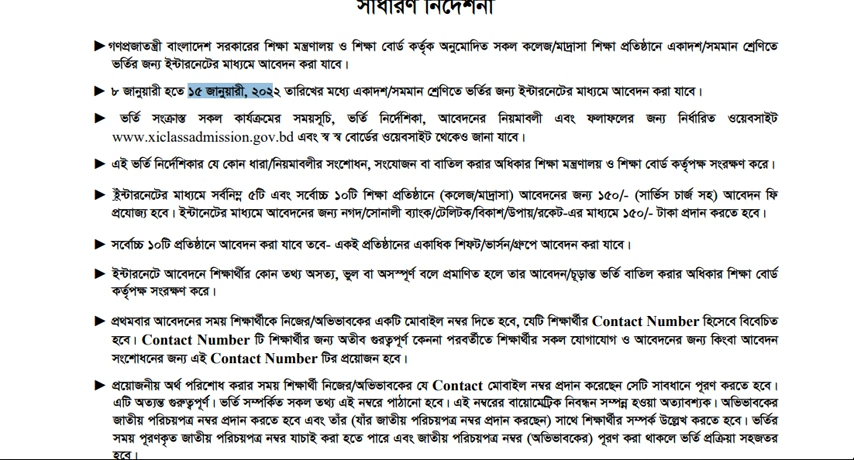 সাধারণ নির্দেশনা
►গণপ্রজাতন্ত্রী বাংলাদেশ সরকারের শিক্ষা মন্ত্রণালয় ও শিক্ষা বোর্ড কর্তৃক অনুমোদিত সকল কলেজ/মাদ্রাসা শিক্ষা প্রতিষ্ঠানে একাদশ/সমমান শ্রেণিতে
ভর্তির জন্য ইন্টারনেটের মাধ্যমে আবেদন করা যাবে।
► ৮ জানুয়ারী হতে ১৫ জানুয়ারী, ২০২২ তারিখের মধ্যে একাদশ/সমমান শ্রেণিতে ভর্তির জন্য ইন্টারনেটের মাধ্যমে আবেদন করা যাবে।
► ভর্তি সংক্রান্ত সকল কার্যক্রমের সময়সূচি, ভর্তি নির্দেশিকা, আবেদনের নিয়মাবলী এবং ফলাফলের জন্য নির্ধারিত ওয়েবসাইট
www.xiclassadmission.gov.bd এবং স্ব স্ব বোর্ডের ওয়েবসাইট থেকেও জানা যাবে।
► এই ভর্তি নির্দেশিকার যে কোন ধারা/নিয়মাবলীর সংশোধন, সংযোজন বা বাতিল করার অধিকার শিক্ষা মন্ত্রণালয় ও শিক্ষা বোর্ড কর্তৃপক্ষ সংরক্ষণ করে।
► ইন্টারনেটের মাধ্যমে সর্বনিম্ন ৫টি এবং সর্বোচ্চ ১০টি শিক্ষা প্রতিষ্ঠানে (কলেজ/মাদ্রাসা) আবেদনের জন্য ১৫০/- (সার্ভিস চার্জ সহ) আবেদন ফি
প্রযোজ্য হবে। ইন্টানেটের মাধ্যমে আবেদনের জন্য নগদ/সোনালী ব্যাংক/টেলিটক/বিকাশ/উপায়/রকেট-এর মাধ্যমে ১৫০/- টাকা প্রদান করতে হবে।
► সর্বোচ্চ ১০টি প্রতিষ্ঠানে আবেদন করা যাবে তবে- একই প্রতিষ্ঠানের একাধিক শিফট/ভার্সন/গ্রুপে আবেদন করা যাবে।
► ইন্টারনেটে আবেদনে শিক্ষার্থীর কোন তথ্য অসত্য, ভুল বা অসম্পূর্ণ বলে প্রমাণিত হলে তার আবেদন/চূড়ান্ত ভর্তি বাতিল করার অধিকার শিক্ষা বোর্ড
কর্তৃপক্ষ সংরক্ষণ করে।
► প্রথমবার আবেদনের সময় শিক্ষার্থীকে নিজের/অভিভাবকের একটি মোবাইল নম্বর দিতে হবে, যেটি শিক্ষার্থীর Contact Number হিসেবে বিবেচিত
হবে। Contact Number টি শিক্ষার্থীর জন্য অতীব গুরত্বপূর্ণ কেননা পরবর্তীতে শিক্ষার্থীর সকল যোগাযোগ ও আবেদনের জন্য কিংবা আবেদন
সংশোধনের জন্য এই Contact Number টির প্রয়োজন হবে।
► প্রয়োজনীয় অর্থ পরিশোধ করার সময় শিক্ষার্থী নিজের/অভিভাবকের যে Contact মোবাইল নম্বর প্রদান করেছেন সেটি সাবধানে পূরণ করতে হবে।
এটি অত্যন্ত গুরুত্বপূর্ণ। ভর্তি সম্পর্কিত সকল তথ্য এই নম্বরে পাঠানো হবে। এই নম্বরের বায়োমেট্রিক নিবন্ধন সম্পন্ন হওয়া অত্যাবশ্যক। অভিভাবকের
জাতীয় পরিচয়পত্র নম্বর প্রদান করতে হবে এবং তাঁর (যাঁর জাতীয় পরিচয়পত্র নম্বর প্রদান করছেন) সাথে শিক্ষার্থীর সম্পর্ক উল্লেখ করতে হবে। ভর্তির
সময় পূরণকৃত জাতীয় পরিচয়পত্র নম্বর যাচাই করা হতে পারে এবং জাতীয় পরিচয়পত্র নম্বর (অভিভাবকের) পূরণ করা থাকলে ভর্তি প্রক্রিয়া সহজতর
হবে।